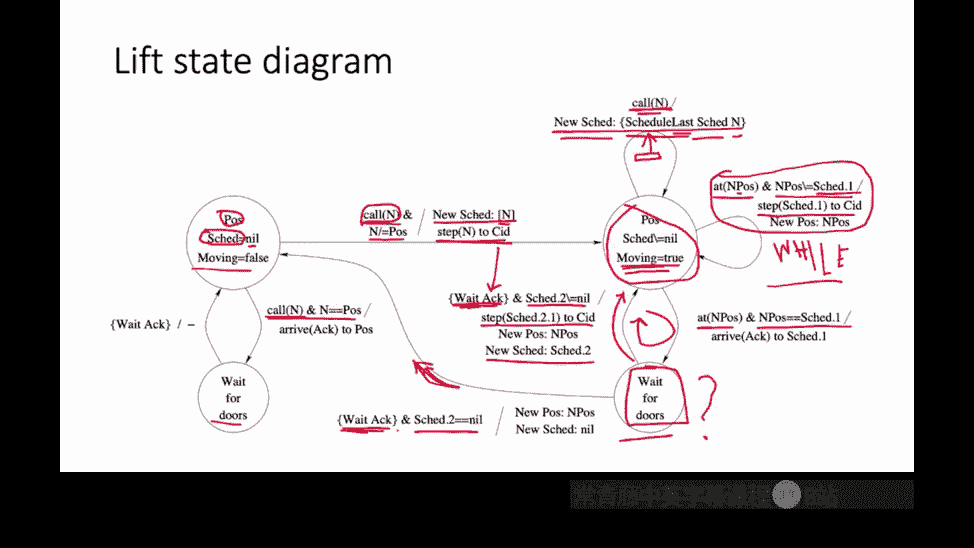 Lift state diagram
call(N) /
New Sched: {ScheduleLast Sched N}
at(NPos) & NPos\=Sched.1 /
step(Sched.1) to Cid
New Pos: NPos
WHILE
Pos
Sched=nil
Moving=false
call(N) & / New Sched: [N]
N/=Pos step(N) to Cid
Pos
Sched\=nil
Moving=true
{Wait Ack} / –
call(N) & N==Pos /
arrive(Ack) to Pos
{Wait Ack} & Sched.2\=nil /
step(Sched.2.1) to Cid
New Pos: NPos
New Sched: Sched.2
at(NPos) & NPos==Sched.1 /
arrive(Ack) to Sched.1
Wait
for
doors
Wait
for
doors
?
{Wait Ack} & Sched.2==nil / New Pos: NPos
New Sched: nil